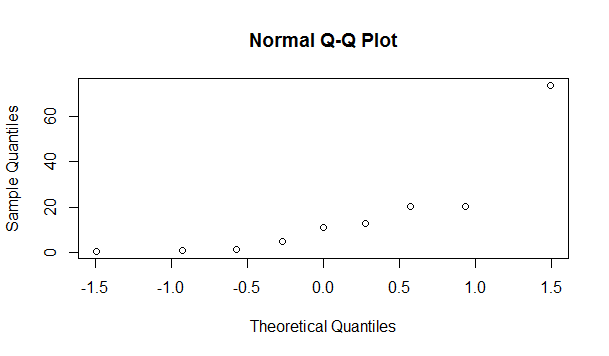 Normal Q-Q Plot
Sample Quantiles
60
40
20
0
-1.5 -1.0 -0.5 0.0 0.5 1.0 1.5
Theoretical Quantiles